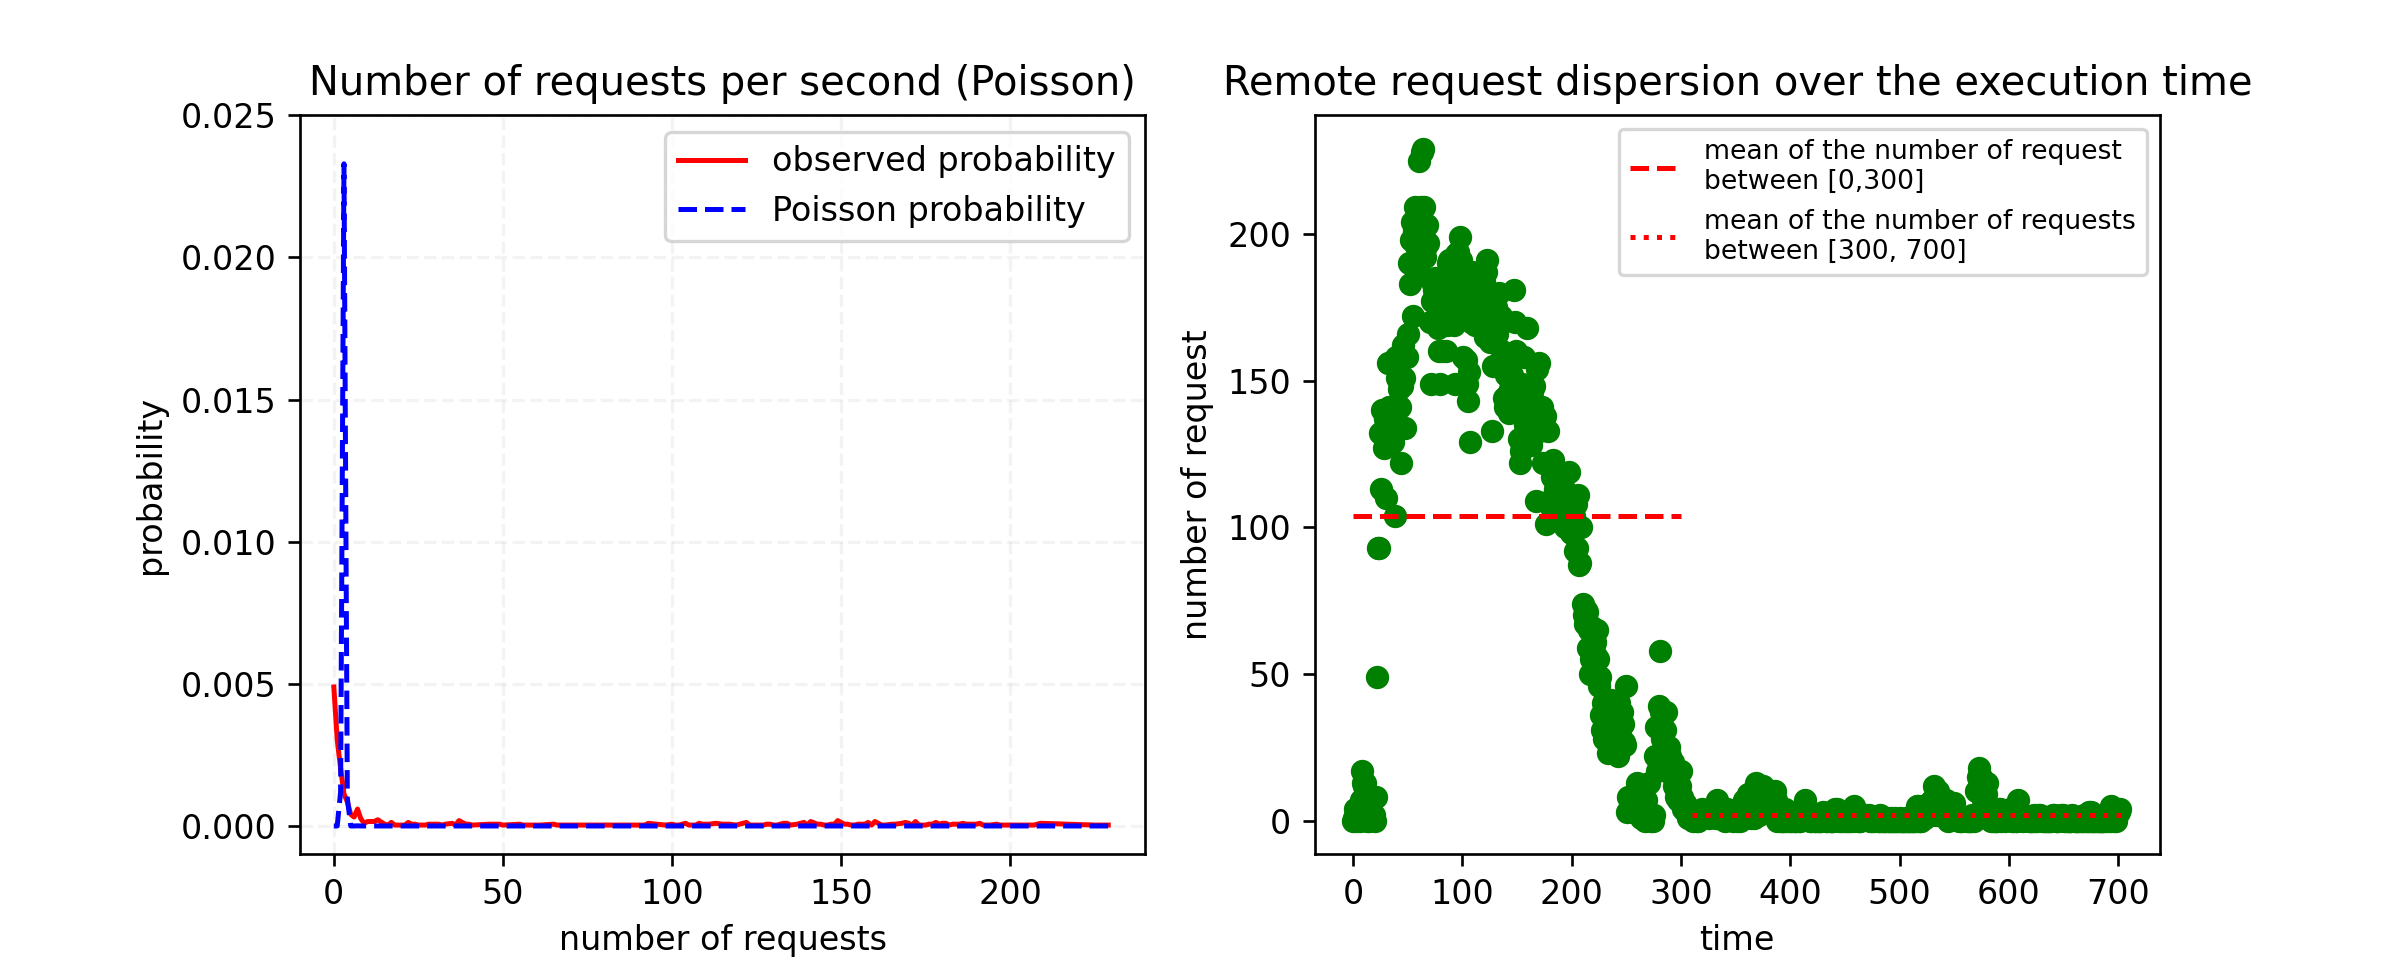 Number of requests per second (Poisson)
0.025
0.020
0.015
0.010
0.005
0.000
probability
observed probability
Poisson probability
0 50 100 150 200
number of requests
Remote request dispersion over the execution time
200
150
100
50
0
number of request
mean of the number of request
between [0,300]
mean of the number of requests
between [300, 700]
0 100 200 300 400 500 600 700
time